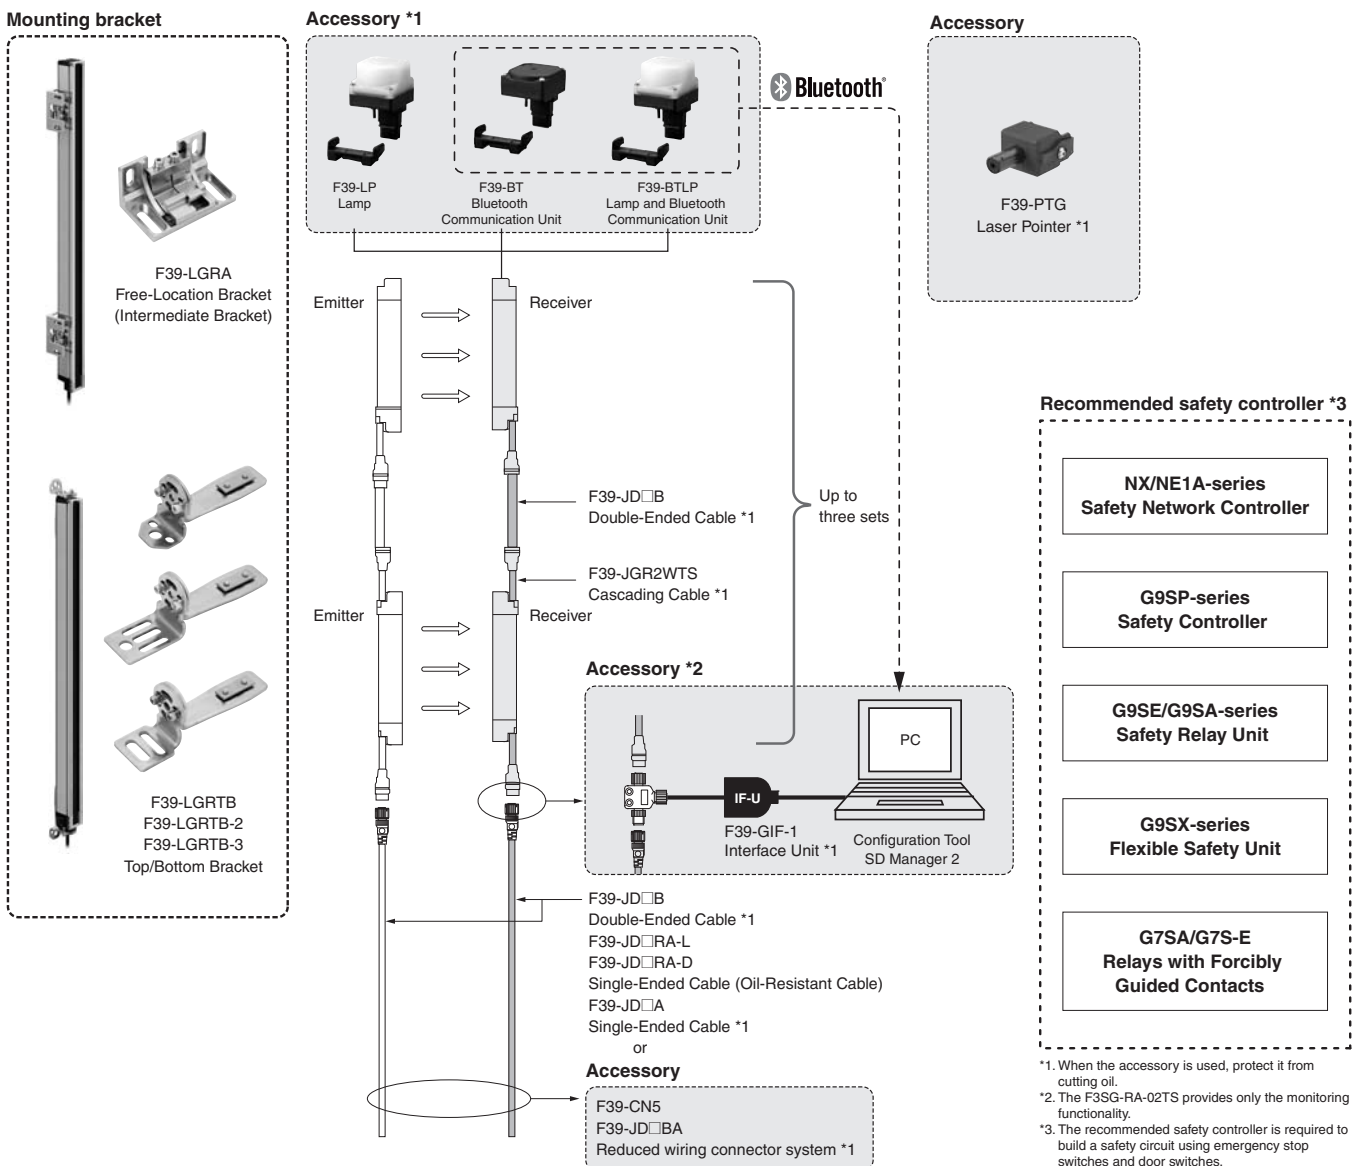 Mounting bracket
F39-LGRA
Free-Location Bracket
(Intermediate Bracket)
F39-LGRTB
F39-LGRTB-2
F39-LGRTB-3
Top/Bottom Bracket
Accessory *1
F39-LP
Lamp
F39-BT
Bluetooth
Communication Unit
F39-BTLP
Lamp and Bluetooth
Communication Unit
Bluetooth®
Accessory
F39-PTG
Laser Pointer *1
Emitter
Receiver
F39-JD□B
Double-Ended Cable *1
Up to
three sets
F39-JGR2WTS
Cascading Cable *1
Emitter
Receiver
Accessory *2
PC
IF-U
F39-GIF-1
Interface Unit *1
Configuration Tool
SD Manager 2
F39-JD□B
Double-Ended Cable *1
F39-JD□RA-L
F39-JD□RA-D
Single-Ended Cable (Oil-Resistant Cable)
F39-JD□A
Single-Ended Cable *1
or
Accessory
F39-CN5
F39-JD□BA
Reduced wiring connector system *1
Recommended safety controller *3
NX/NE1A-series
Safety Network Controller
G9SP-series
Safety Controller
G9SE/G9SA-series
Safety Relay Unit
G9SX-series
Flexible Safety Unit
G7SA/G7S-E
Relays with Forcibly
Guided Contacts
*1. When the accessory is used, protect it from
cutting oil.
*2. The F3SG-RA-02TS provides only the monitoring
functionality.
*3. The recommended safety controller is required to
build a safety circuit using emergency stop
switches and door switches.